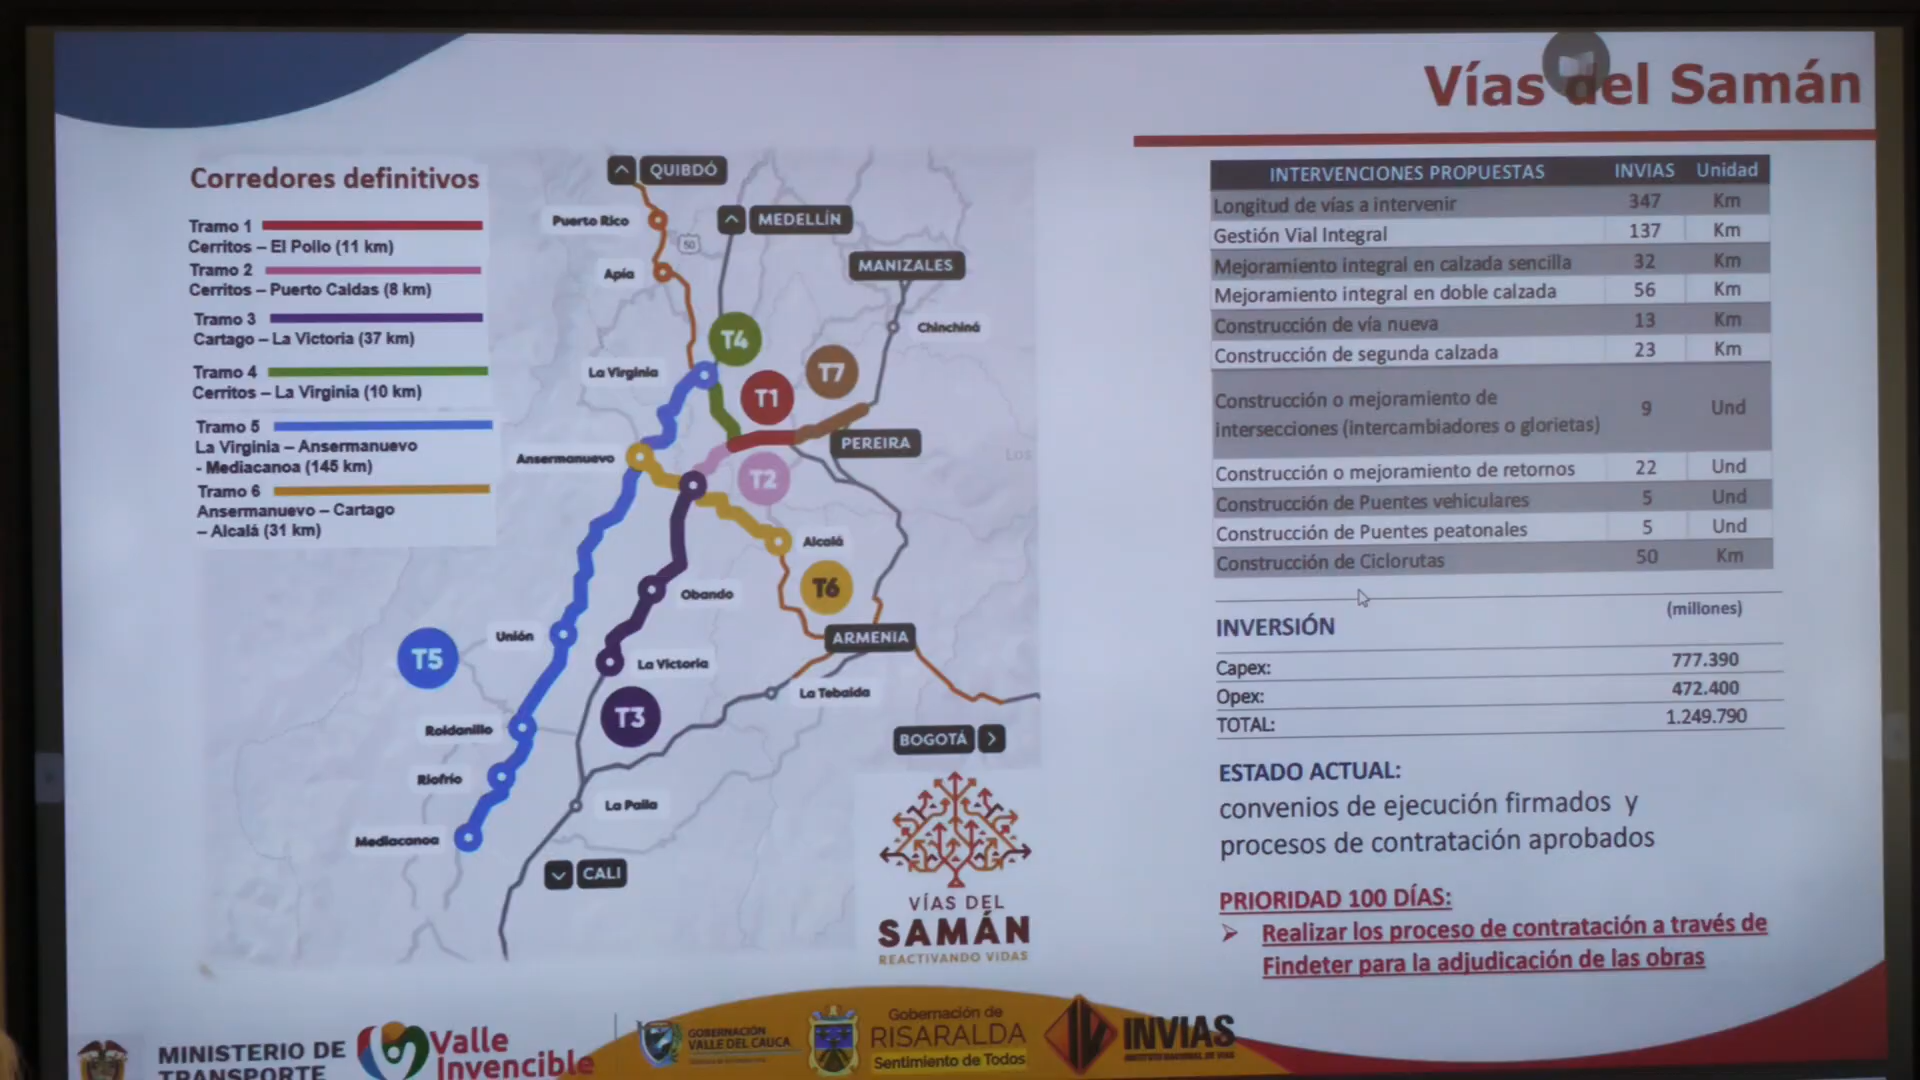 Vías del Samán
Corredores definitivos
Tramo 1
Cerritos – El Pollo (11 km)
Tramo 2
Cerritos – Puerto Caldas (8 km)
Tramo 3
Cartago – La Victoria (37 km)
Tramo 4
Cerritos – La Virginia (10 km)
Tramo 5
La Virginia – Ansermanuevo
- Mediacanoa (145 km)
Tramo 6
Ansermanuevo – Cartago
– Alcalá (31 km)
QUIBDÓ
Puerto Rico
MEDELLÍN
50
Apía
MANIZALES
Chinchiná
T4
La Virginia
T7
T1
PEREIRA
Ansermanuevo
Los
T2
Alcalá
T6
Obando
Unión
ARMENIA
T5
La Victoria
La Tebaida
T3
Roldanillo
BOGOTÁ
Riofrío
La Paila
Mediacanoa
CALI
VÍAS DEL
SAMÁN
REACTIVANDO VIDAS
INTERVENCIONES PROPUESTAS INVIAS Unidad
Longitud de vías a intervenir 347 Km
Gestión Vial Integral 137 Km
Mejoramiento integral en calzada sencilla 32 Km
Mejoramiento integral en doble calzada 56 Km
Construcción de vía nueva 13 Km
Construcción de segunda calzada 23 Km
Construcción o mejoramiento de
intersecciones (intercambiadores o glorietas) 9 Und
Construcción o mejoramiento de retornos 22 Und
Construcción de Puentes vehiculares 5 Und
Construcción de Puentes peatonales 5 Und
Construcción de Ciclorutas 50 Km
(millones)
INVERSIÓN
Capex: 777.390
Opex: 472.400
TOTAL: 1.249.790
ESTADO ACTUAL:
convenios de ejecución firmados y
procesos de contratación aprobados
PRIORIDAD 100 DÍAS:
Realizar los proceso de contratación a través de
Findeter para la adjudicación de las obras
MINISTERIO DE
TRANSPORTE
Valle
Invencible
GOBERNACIÓN
VALLE DEL CAUCA
Gobernación de
RISARALDA
Sentimiento de Todos
INVIAS
INSTITUTO NACIONAL DE VIAS